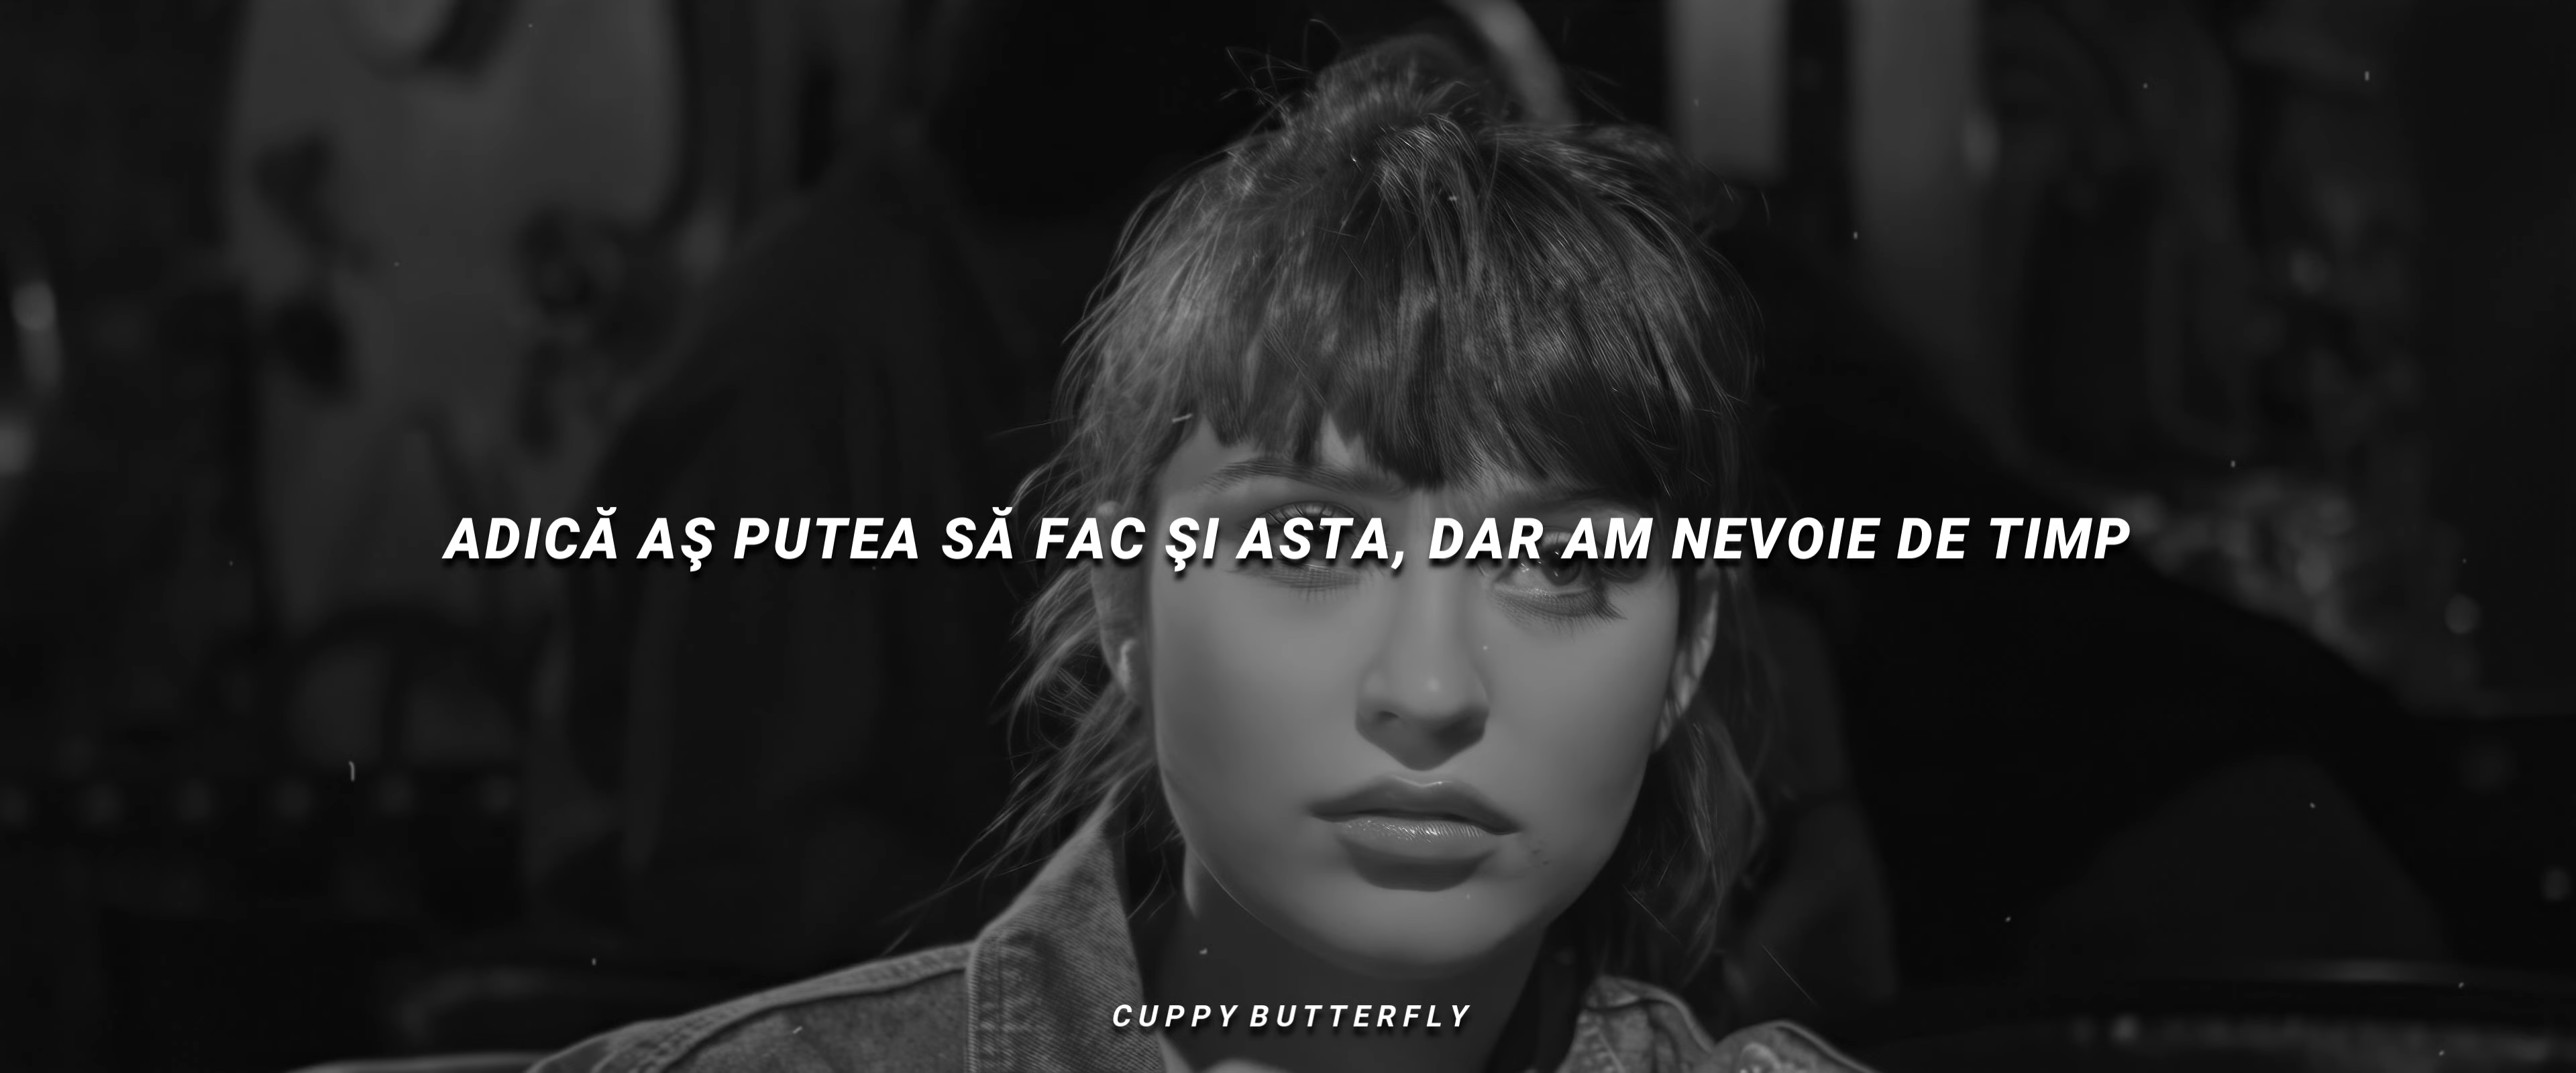 ADICĂ AŞ PUTEA SĂ FAC ŞI ASTA, DAR AM NEVOIE DE TIMP
CUPPY BUTTERFLY